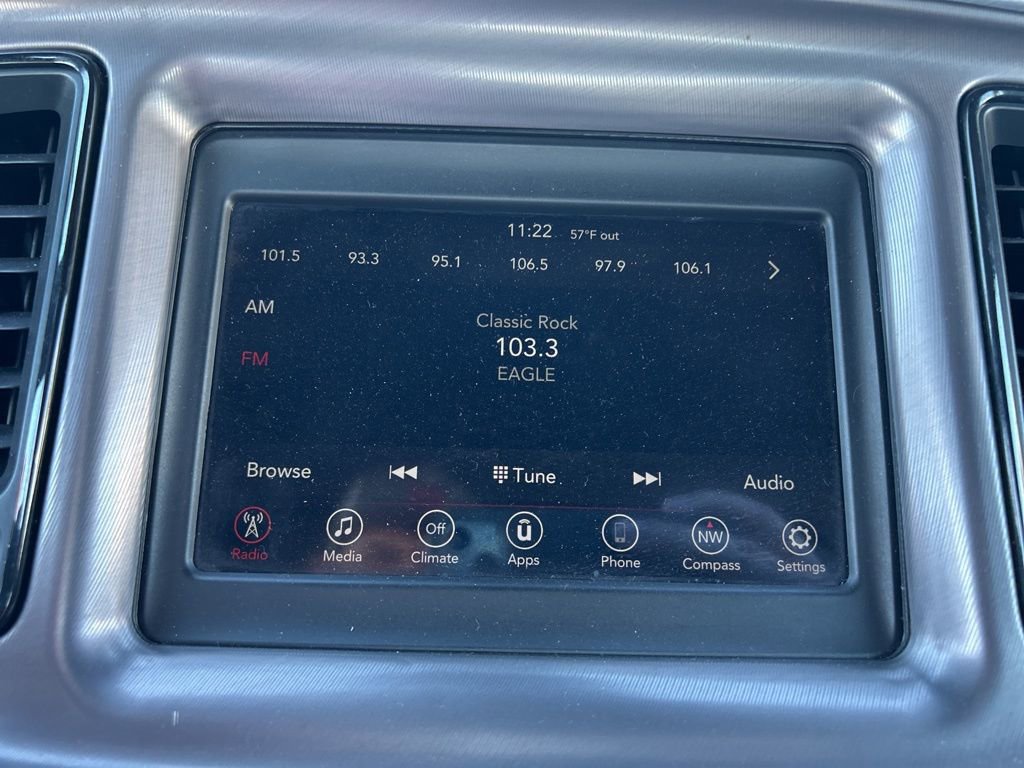 11:22 57°F out
101.5 93.3 95.1 106.5 97.9 106.1
AM
Classic Rock
103.3
FM
EAGLE
Browse Tune Audio
Off NW
Radio Media Climate Apps Phone Compass Settings